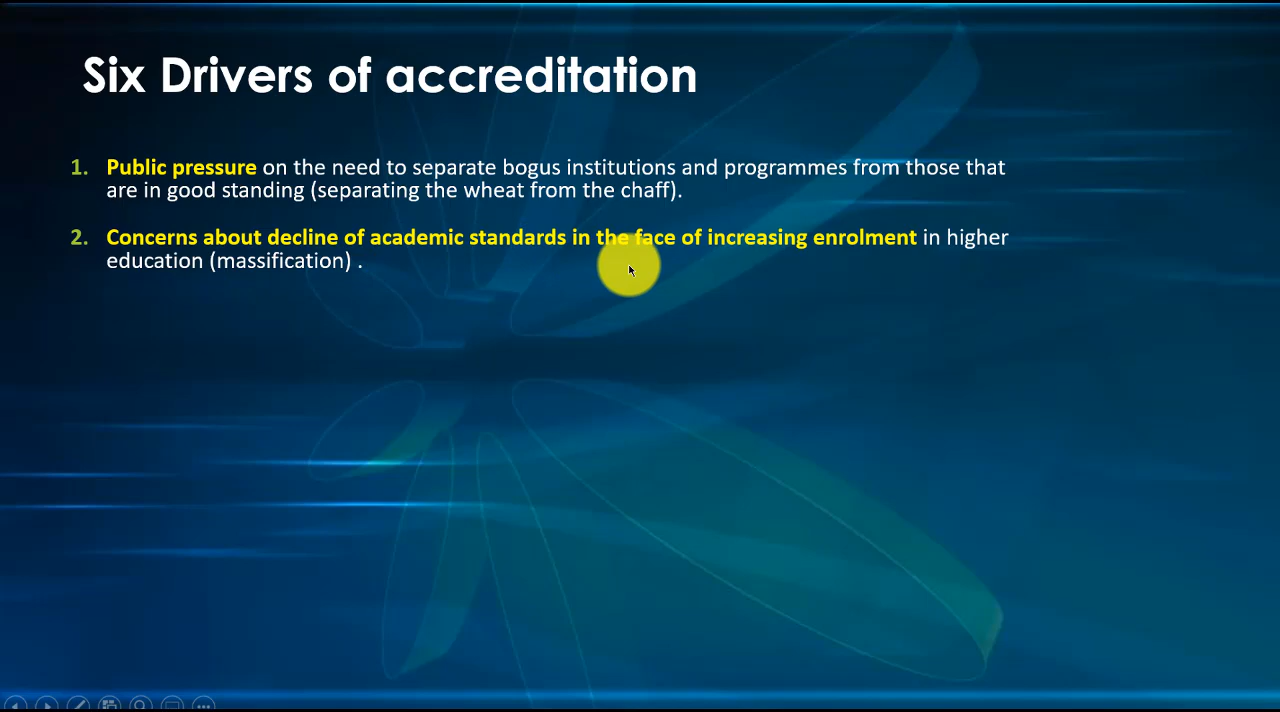 Six Drivers of accreditation
1. Public pressure on the need to separate bogus institutions and programmes from those that
are in good standing (separating the wheat from the chaff).
2. Concerns about decline of academic standards in the face of increasing enrolment in higher
education (massification) .